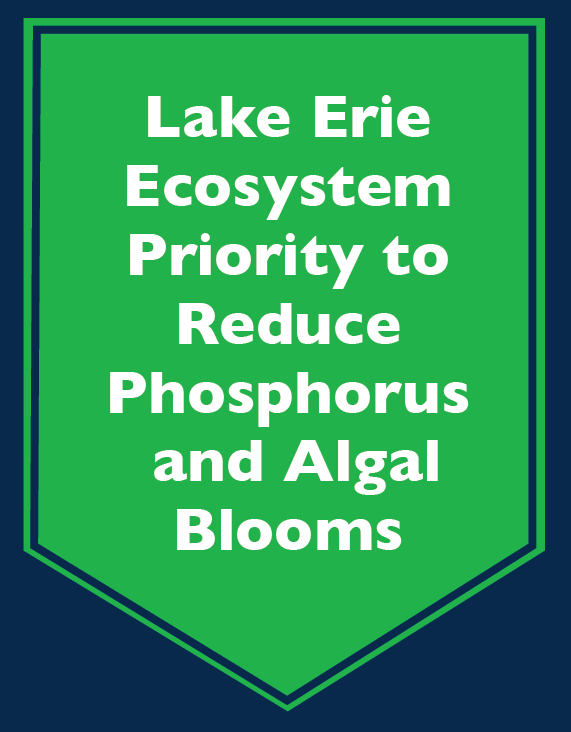 Lake Erie
Ecosystem
Priority to
Reduce
Phosphorus
and Algal
Blooms